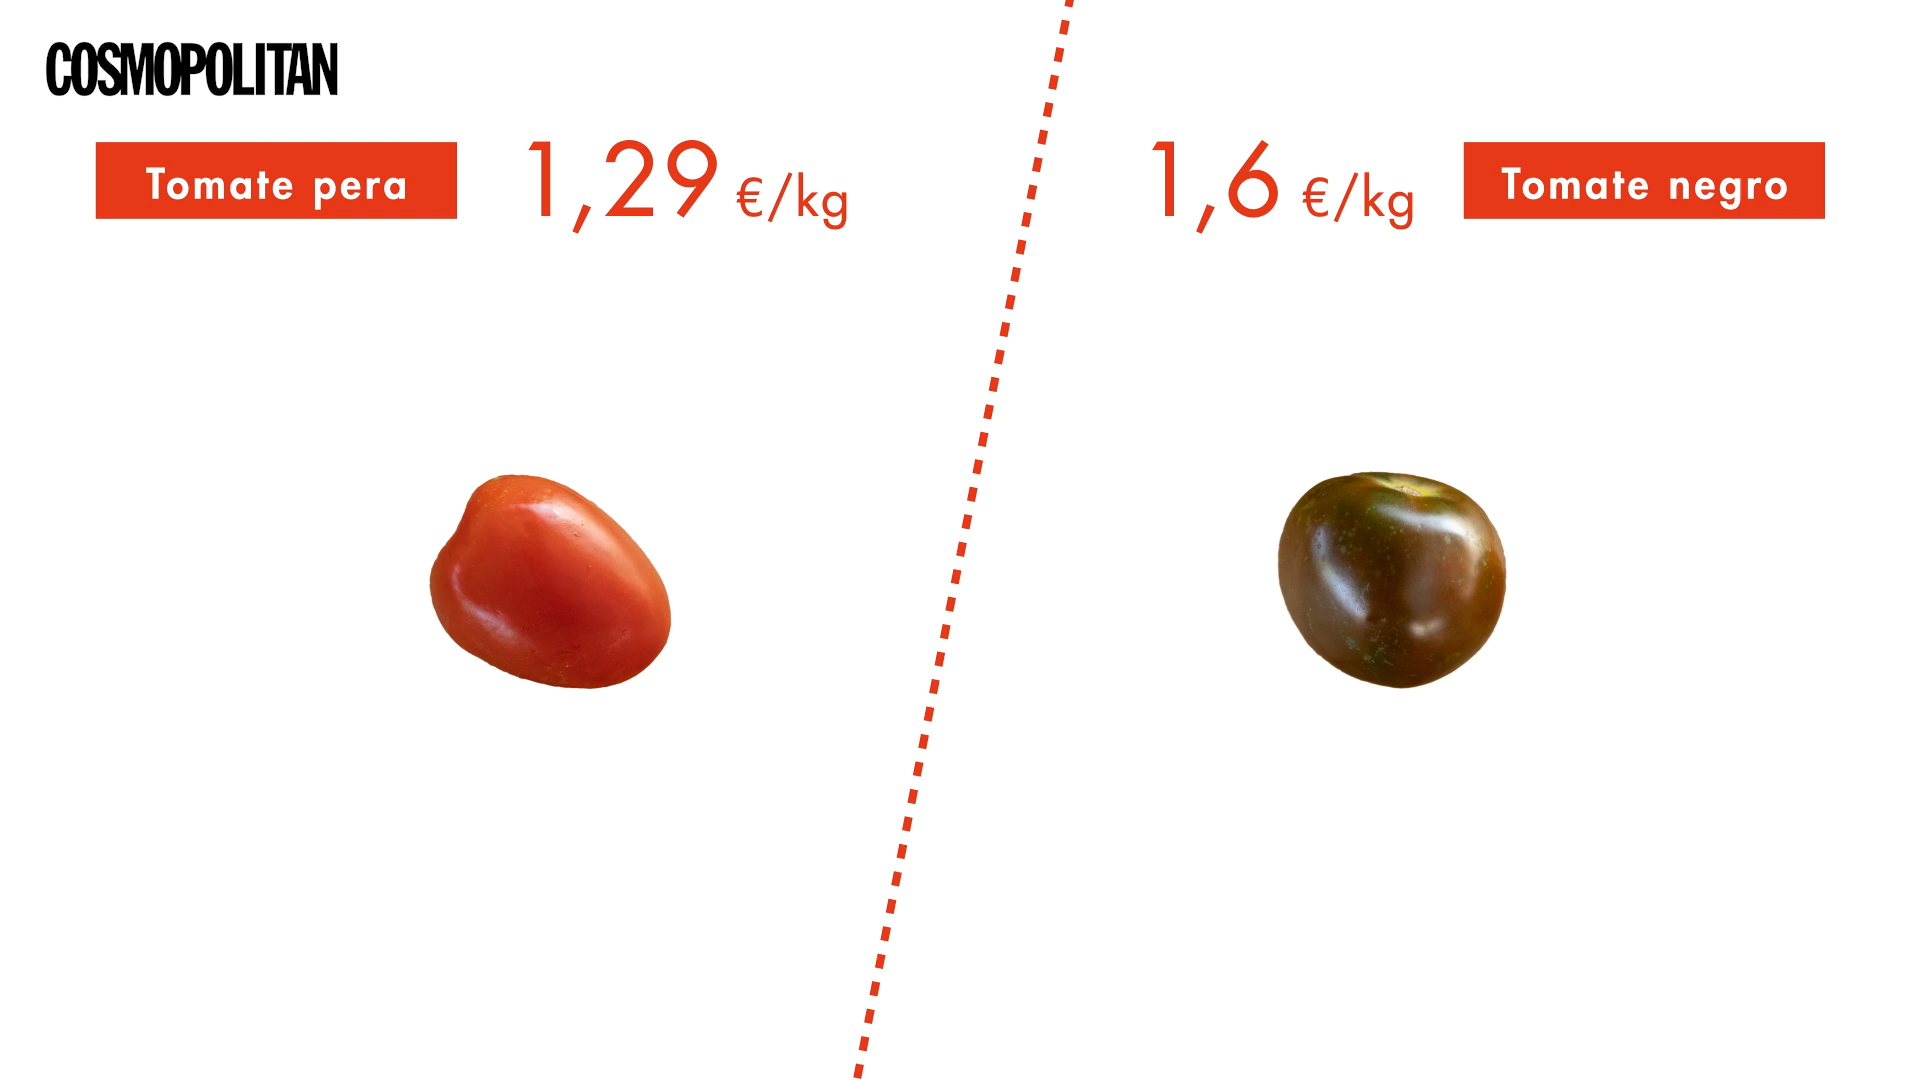 COSMOPOLITAN
Tomate pera 1,29 €/kg
1,6 €/kg Tomate negro